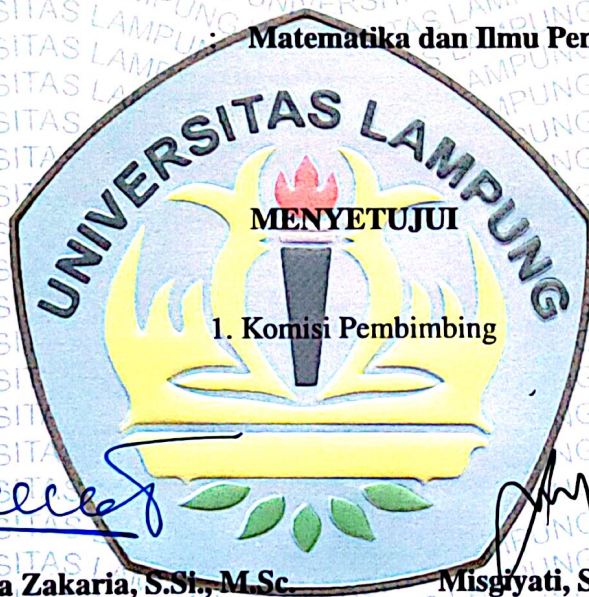 : Matematika dan Ilmu Pen
UNIVERSITAS LAMPUNG
MENYETUJUI
1. Komisi Pembimbing
a Zakaria, S.Si., M.Sc. Misgiyati, S